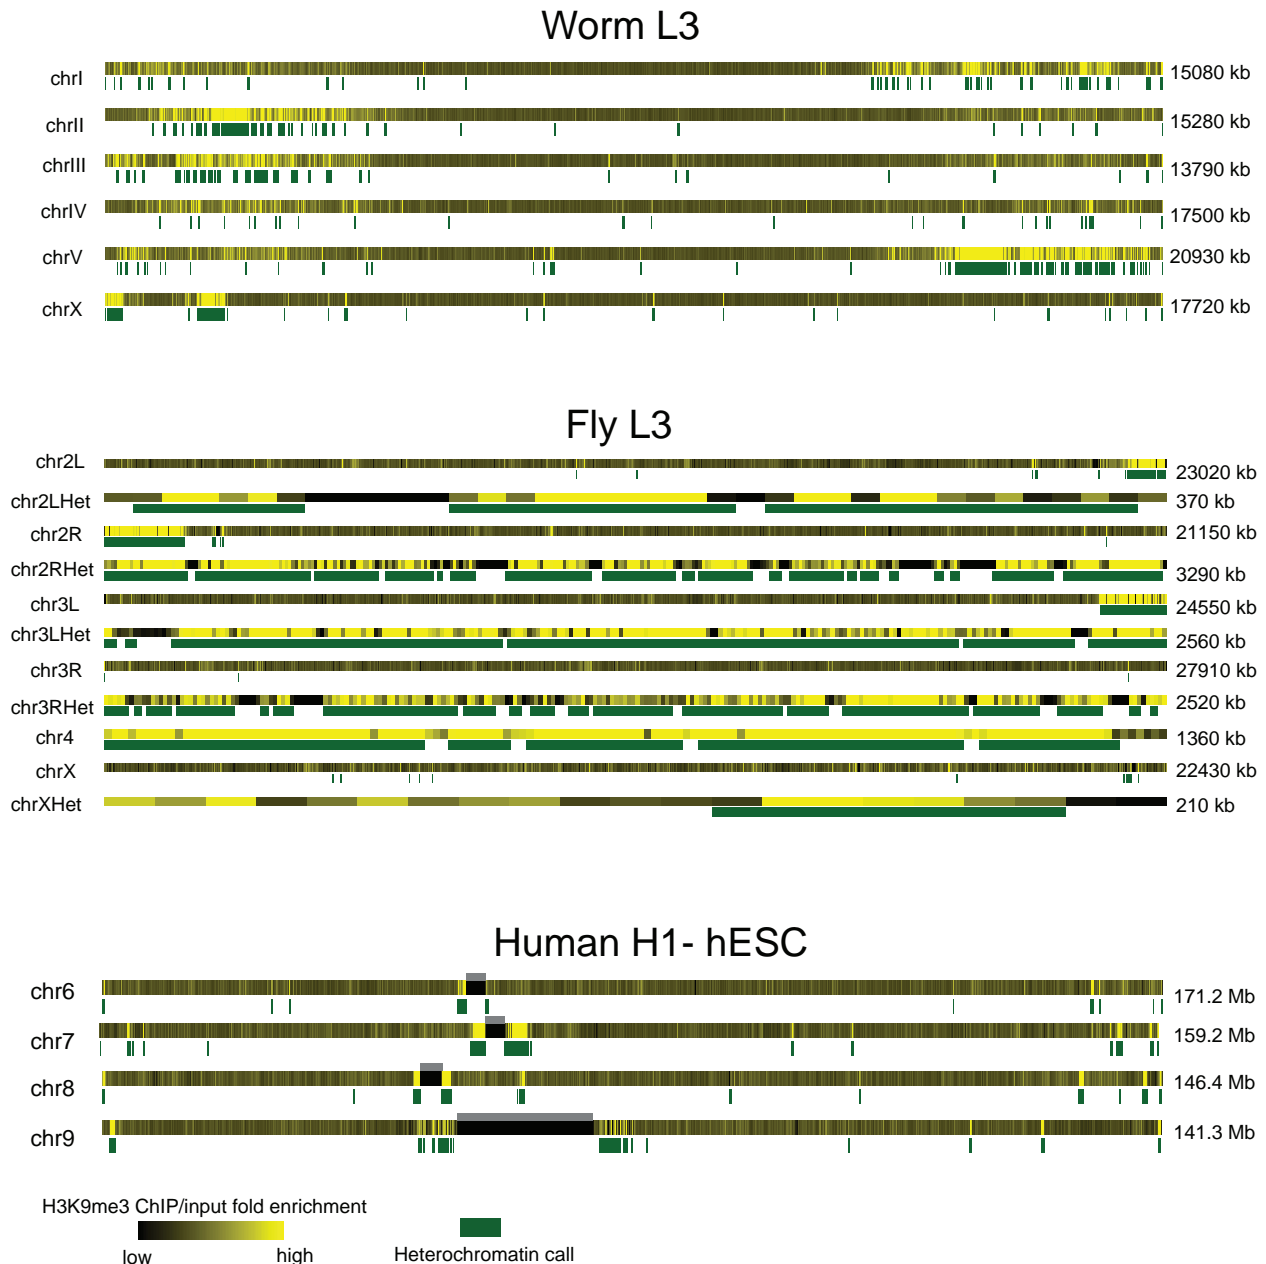 Worm L3
chrI 15080 kb
chrII 15280 kb
chrIII 13790 kb
chrIV 17500 kb
chrV 20930 kb
chrX 17720 kb
Fly L3
chr2L 23020 kb
chr2LHet 370 kb
chr2R 21150 kb
chr2RHet 3290 kb
chr3L 24550 kb
chr3LHet 2560 kb
chr3R 27910 kb
chr3RHet 2520 kb
chr4 1360 kb
chrX 22430 kb
chrXHet 210 kb
Human H1- hESC
chr6 171.2 Mb
chr7 159.2 Mb
chr8 146.4 Mb
chr9 141.3 Mb
H3K9me3 ChIP/input fold enrichment
low high
Heterochromatin call